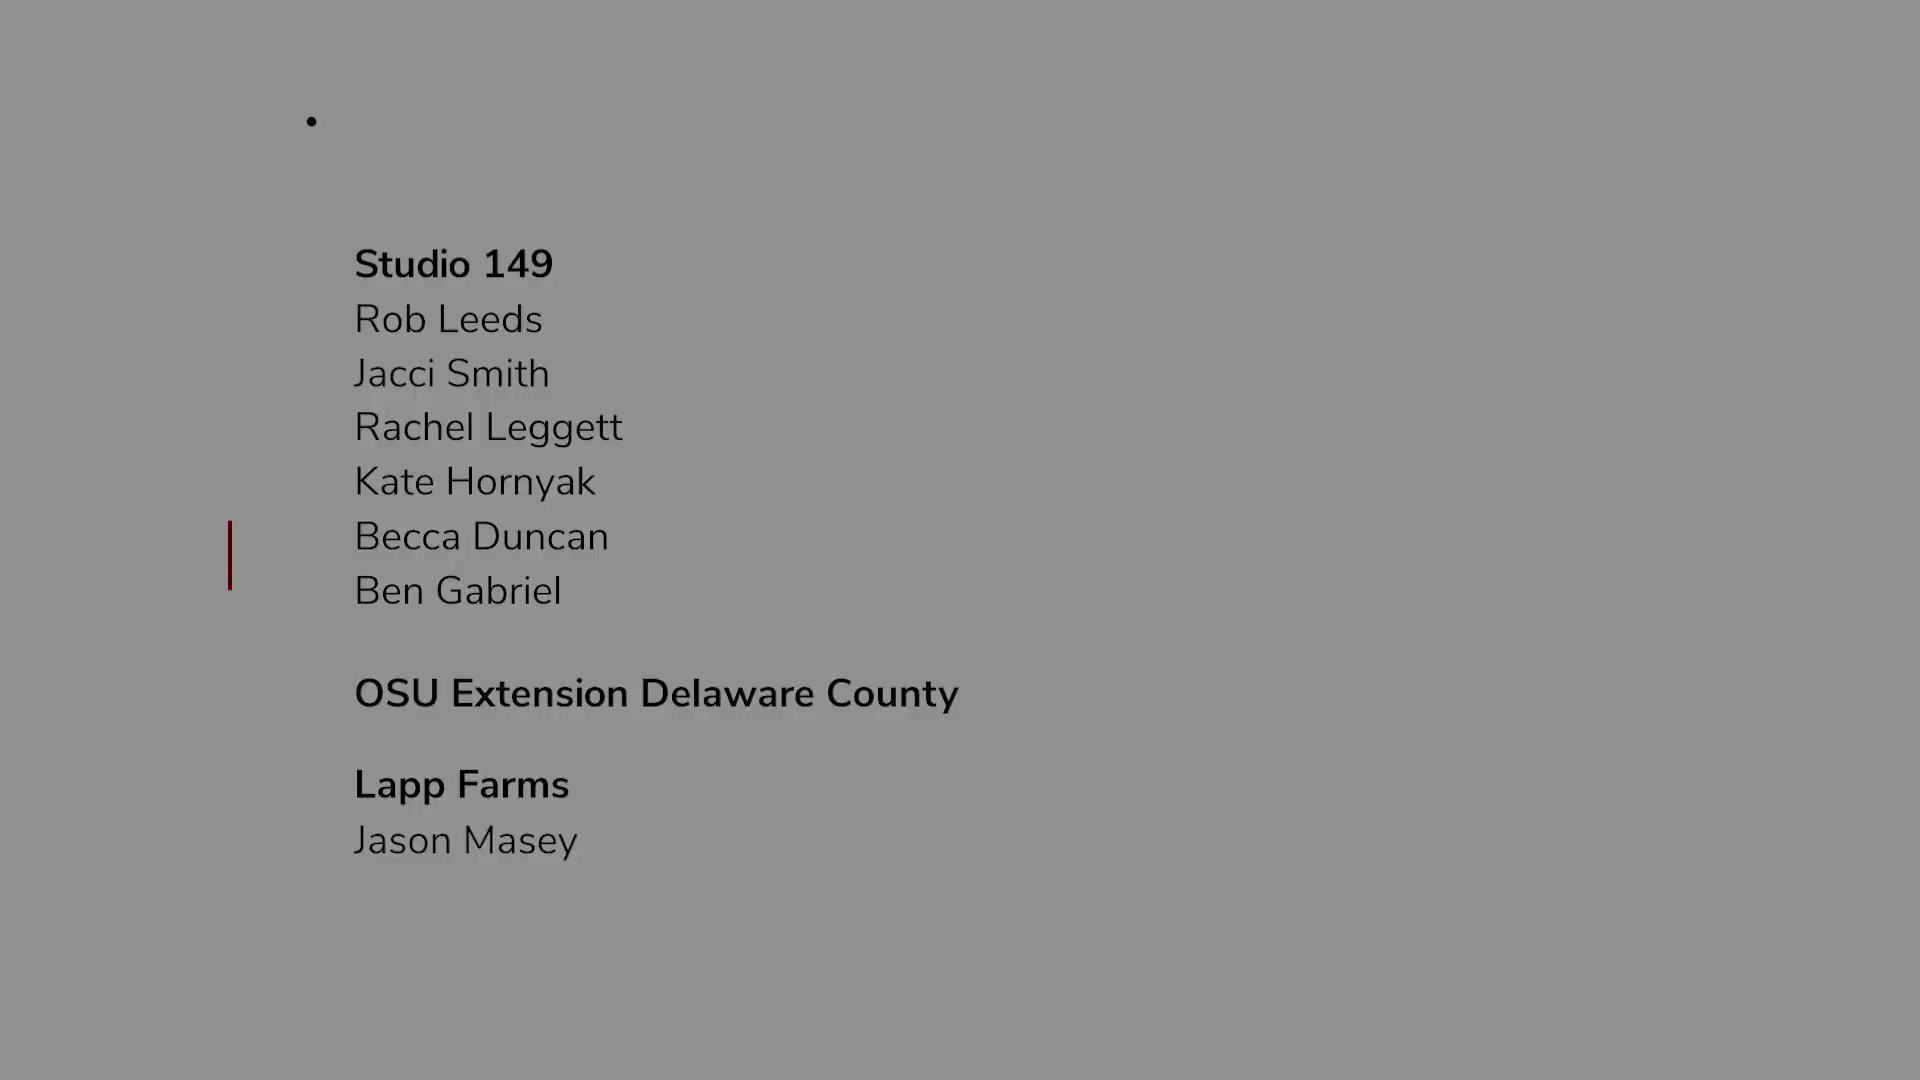 Studio 149
Rob Leeds
Jacci Smith
Rachel Leggett
Kate Hornyak
Becca Duncan
Ben Gabriel
OSU Extension Delaware County
Lapp Farms
Jason Masey